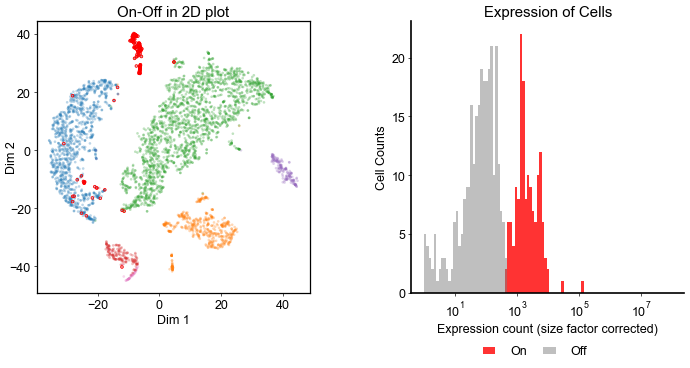 On-Off in 2D plot
Dim 2
40
20
0
−20
−40
−20
0
20
40
Dim 1
Expression of Cells
Cell Counts
20
15
10
5
0
10^1
10^3
10^5
10^7
Expression count (size factor corrected)
On
Off